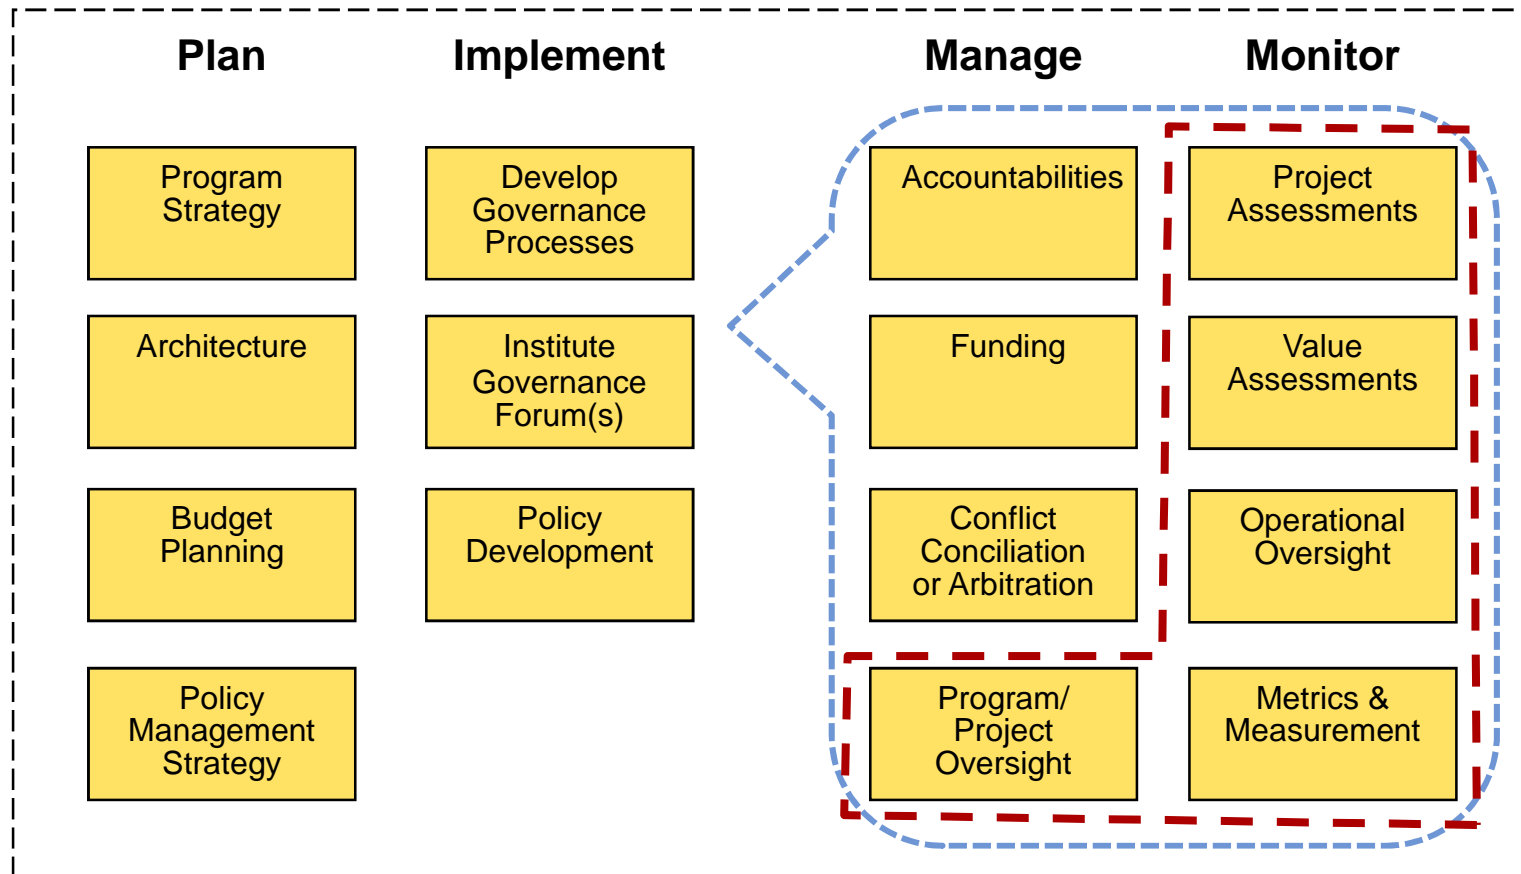 Plan
Implement
Manage
Monitor
Program
Strategy
Develop
Governance
Processes
Accountabilities
Project
Assessments
Architecture
Institute
Governance
Forum(s)
Funding
Value
Assessments
Budget
Planning
Policy
Development
Conflict
Conciliation
or Arbitration
Operational
Oversight
Policy
Management
Strategy
Program/
Project
Oversight
Metrics &
Measurement